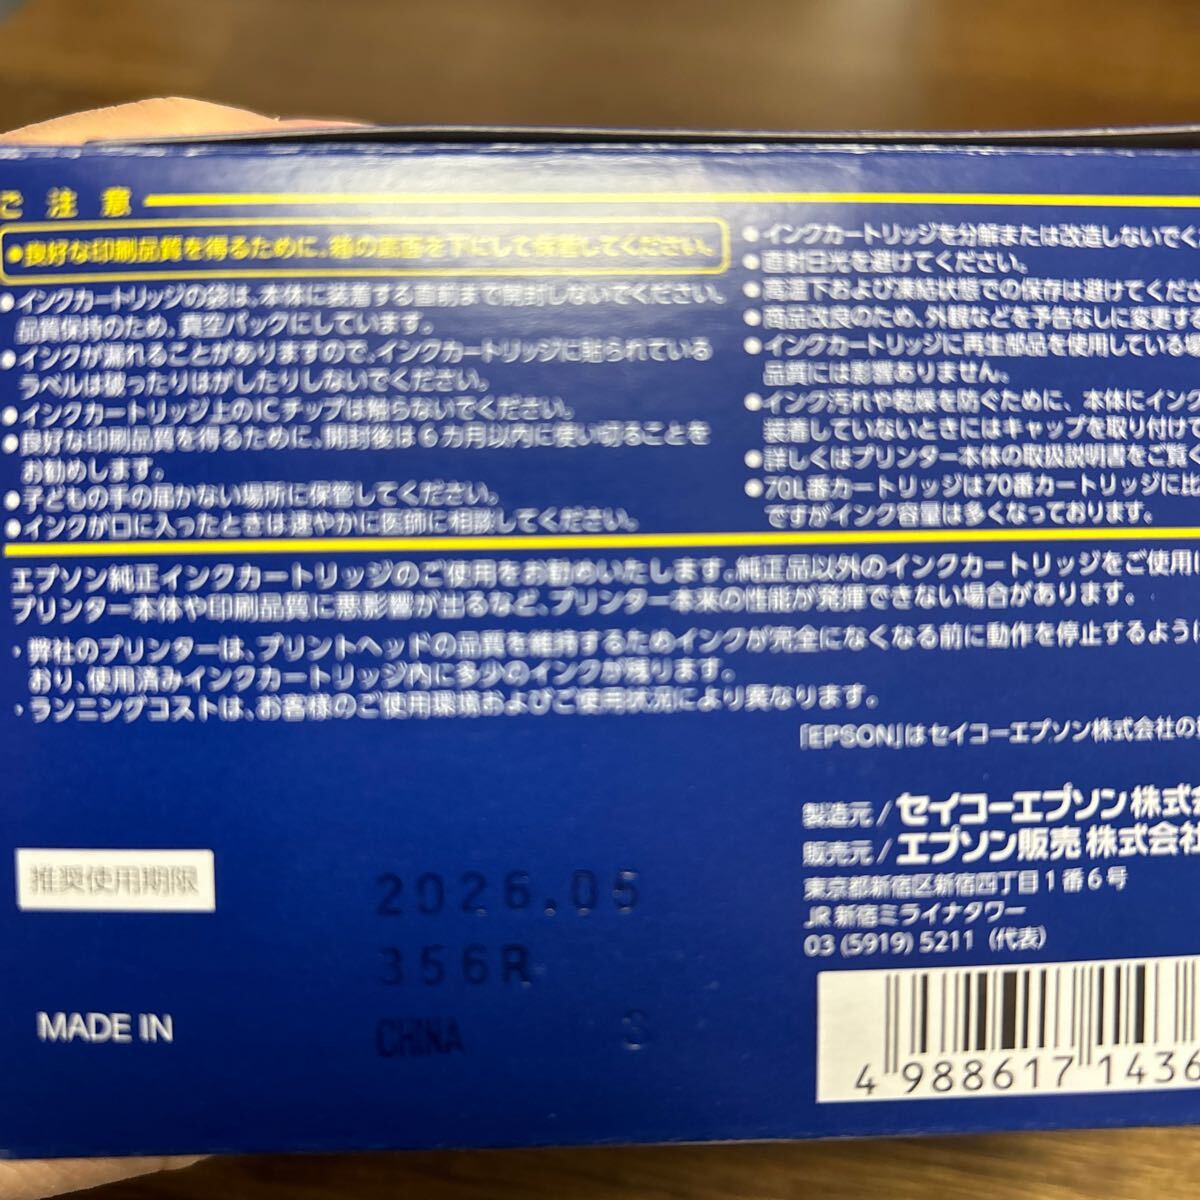 ご注意
●良好な印刷品質を得るために、箱の底面を下にして保管してください。
●インクカートリッジの袋は、本体に装着する直前まで開封しないでください。
品質保持のため、真空パックにしています。
●インクが漏れることがありますので、インクカートリッジに貼られている
ラベルは破ったりはがしたりしないでください。
●インクカートリッジ上のICチップは触らないでください。
●良好な印刷品質を得るために、開封後は6カ月以内に使い切ることを
お勧めします。
●子どもの手の届かない場所に保管してください。
●インクが口に入ったときは速やかに医師に相談してください。
●インクカートリッジを分解または改造しないでく
●直射日光を避けてください。
●高温下および凍結状態での保存は避けてくださ
●商品改良のため、外観などを予告なしに変更する
●インクカートリッジに再生部品を使用している場
品質には影響ありません。
●インク汚れや乾燥を防ぐために、本体にインク
装着していないときにはキャップを取り付けて
●詳しくはプリンター本体の取扱説明書をご覧く
●70L番カートリッジは70番カートリッジに比
ですがインク容量は多くなっております。
エプソン純正インクカートリッジのご使用をお勧めいたします。純正品以外のインクカートリッジをご使用に
プリンター本体や印刷品質に悪影響が出るなど、プリンター本来の性能が発揮できない場合があります。
・弊社のプリンターは、プリントヘッドの品質を維持するためインクが完全になくなる前に動作を停止するように
おり、使用済みインクカートリッジ内に多少のインクが残ります。
・ランニングコストは、お客様のご使用環境およびご使用状況により異なります。
「EPSON」はセイコーエプソン株式会社の
製造元/セイコーエプソン株式
販売元/エプソン販売株式会社
東京都新宿区新宿四丁目1番6号
JR新宿ミライナタワー
03(5919)5211(代表)
推奨使用期限
2026.05
356R
MADE IN CHINA 3
4 988617 1436